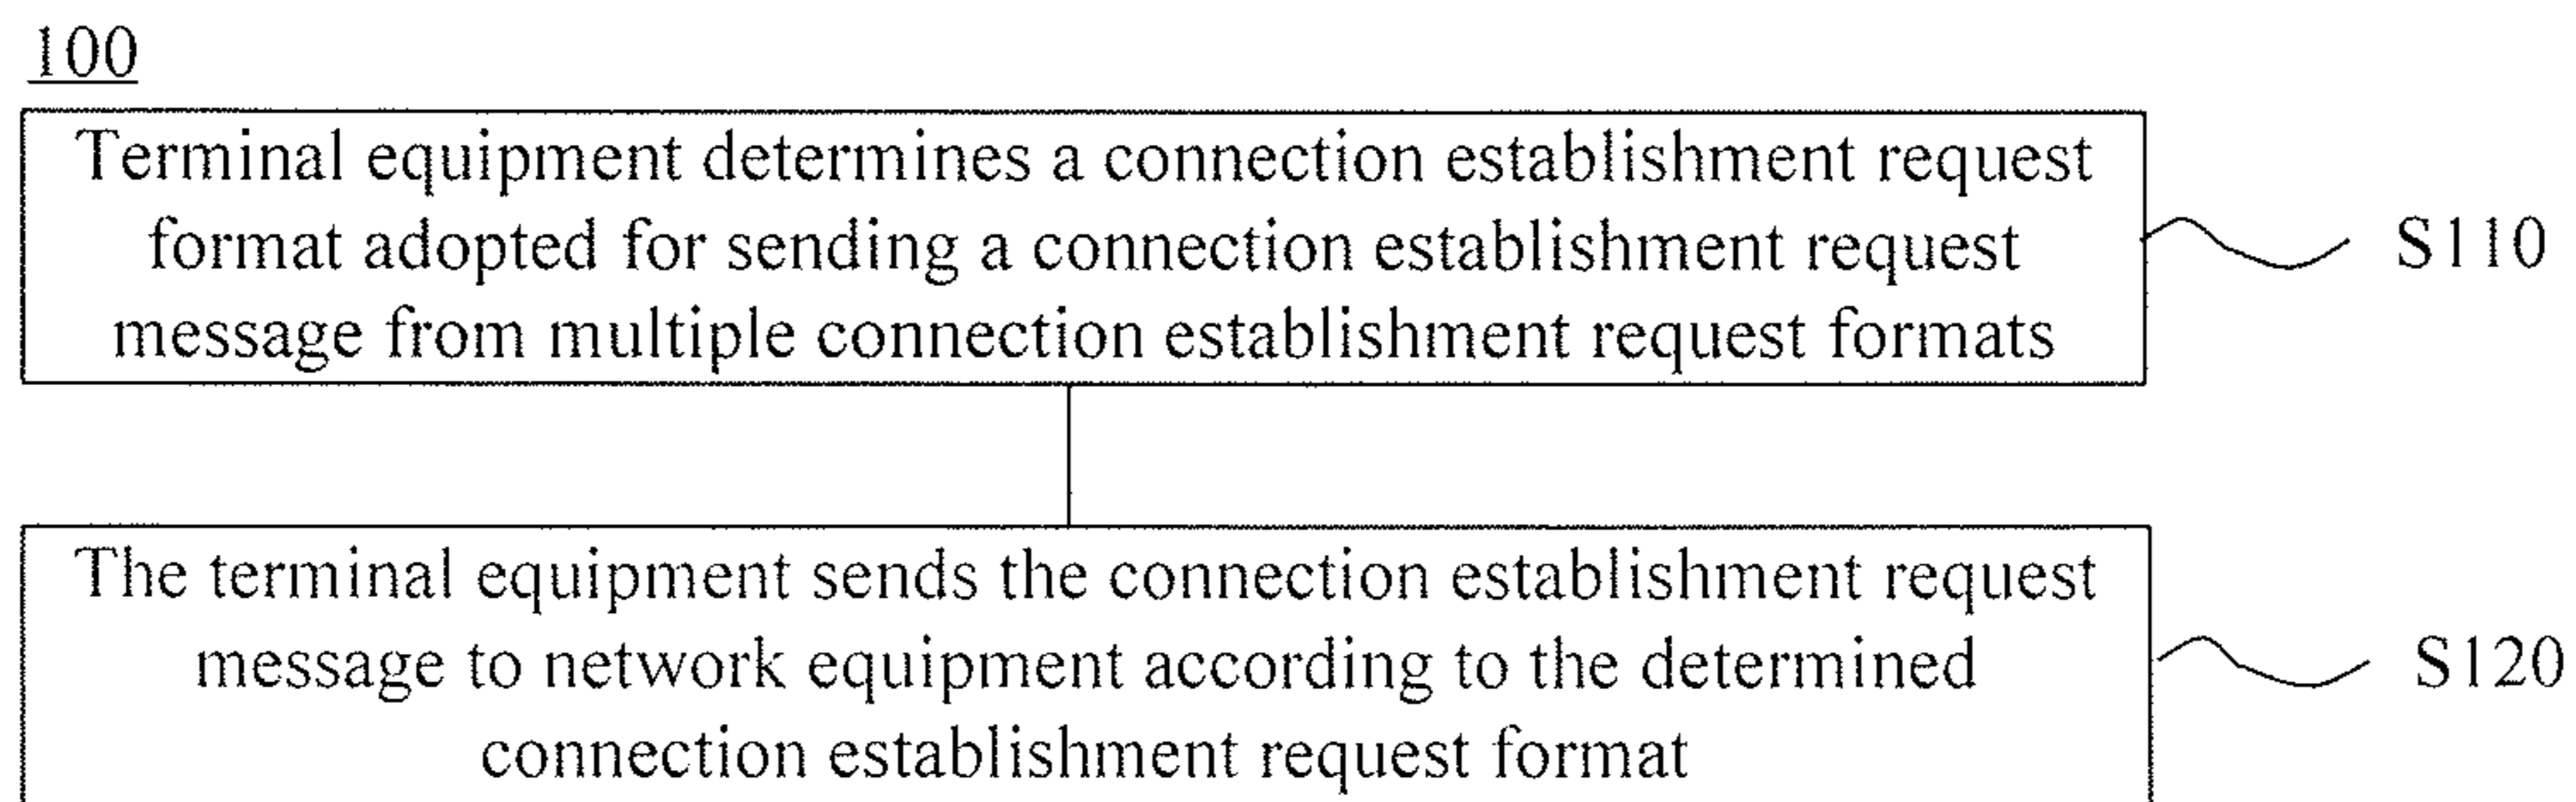 100
Terminal equipment determines a connection establishment request
format adopted for sending a connection establishment request
message from multiple connection establishment request formats
S110
The terminal equipment sends the connection establishment request
message to network equipment according to the determined
connection establishment request format
S120